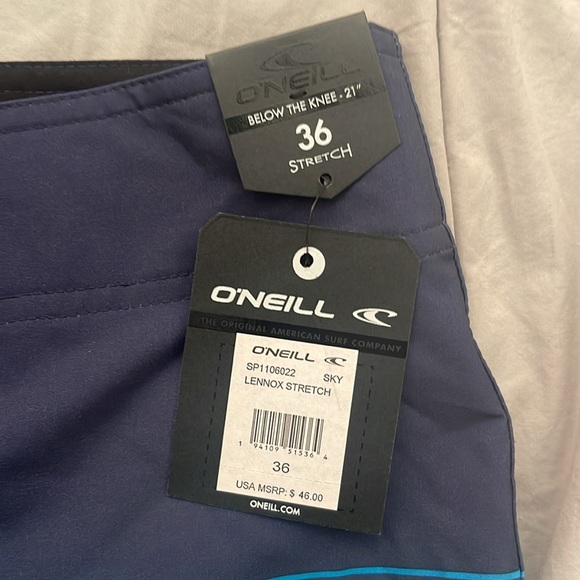 O'NEILL
BELOW THE KNEE - 21"
36
STRETCH
O'NEILL
THE ORIGINAL AMERICAN SURF COMPANY
O'NEILL
SP1106022 SKY
LENNOX STRETCH
1 94109 51536 4
36
USA MSRP: $ 46.00
ONEILL.COM